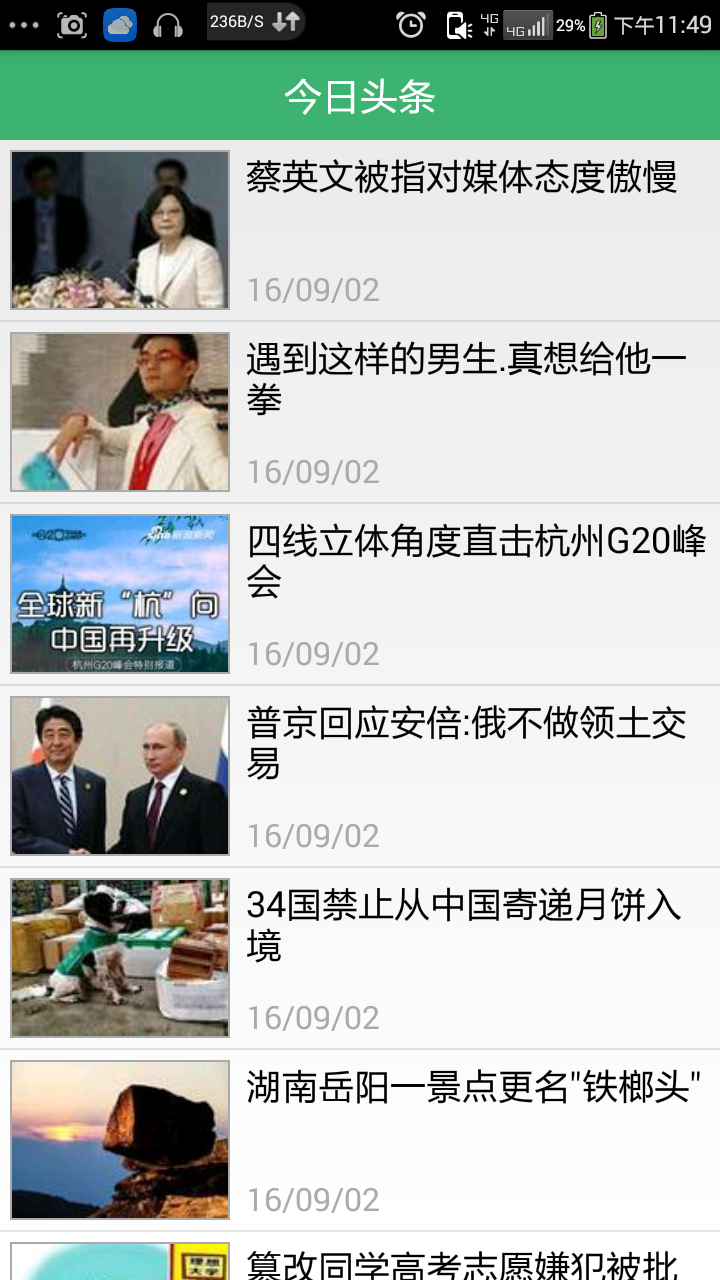 236B/S
4G
4G
29%
下午11:49
今日头条
蔡英文被指对媒体态度傲慢
16/09/02
遇到这样的男生.真想给他一
拳
16/09/02
G20
sina 新浪新闻
全球新“杭”向
中国再升级
杭州G20峰会特别报道
四线立体角度直击杭州G20峰
会
16/09/02
普京回应安倍:俄不做领土交
易
16/09/02
34国禁止从中国寄递月饼入
境
16/09/02
湖南岳阳一景点更名"铁榔头"
16/09/02
理想
大学
篡改同学高考志愿嫌犯被批